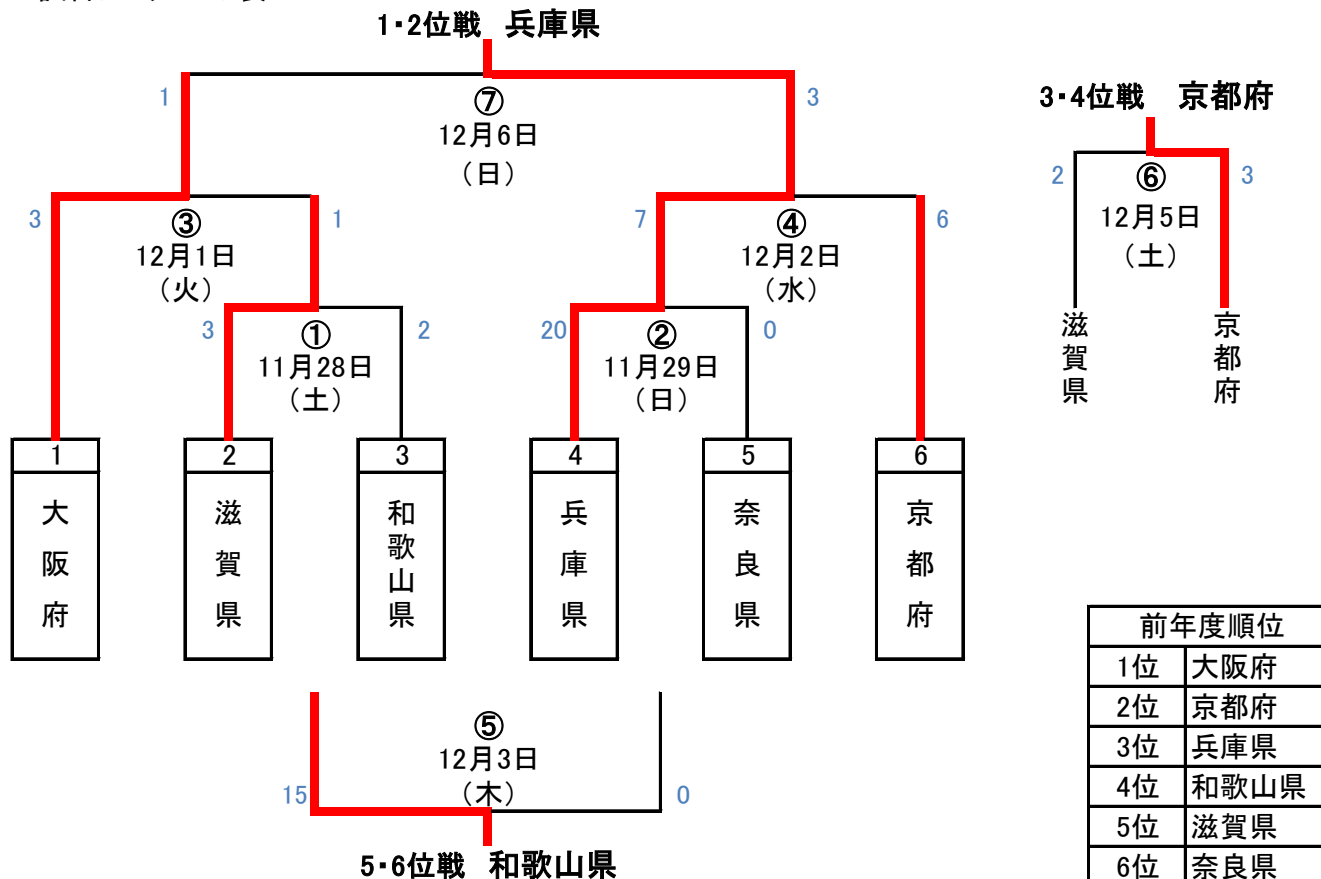 1・2位戦 兵庫県
1
3
⑦
12月6日
（日）
3・4位戦 京都府
2
3
⑥
12月5日
（土）
滋賀県
京都府
3
1
③
12月1日
（火）
7
6
④
12月2日
（水）
3
2
①
11月28日
（土）
20
0
②
11月29日
（日）
1
2
3
4
5
6
大阪府
滋賀県
和歌山県
兵庫県
奈良県
京都府
⑤
12月3日
（木）
15
0
5・6位戦 和歌山県
前年度順位
1位 大阪府
2位 京都府
3位 兵庫県
4位 和歌山県
5位 滋賀県
6位 奈良県